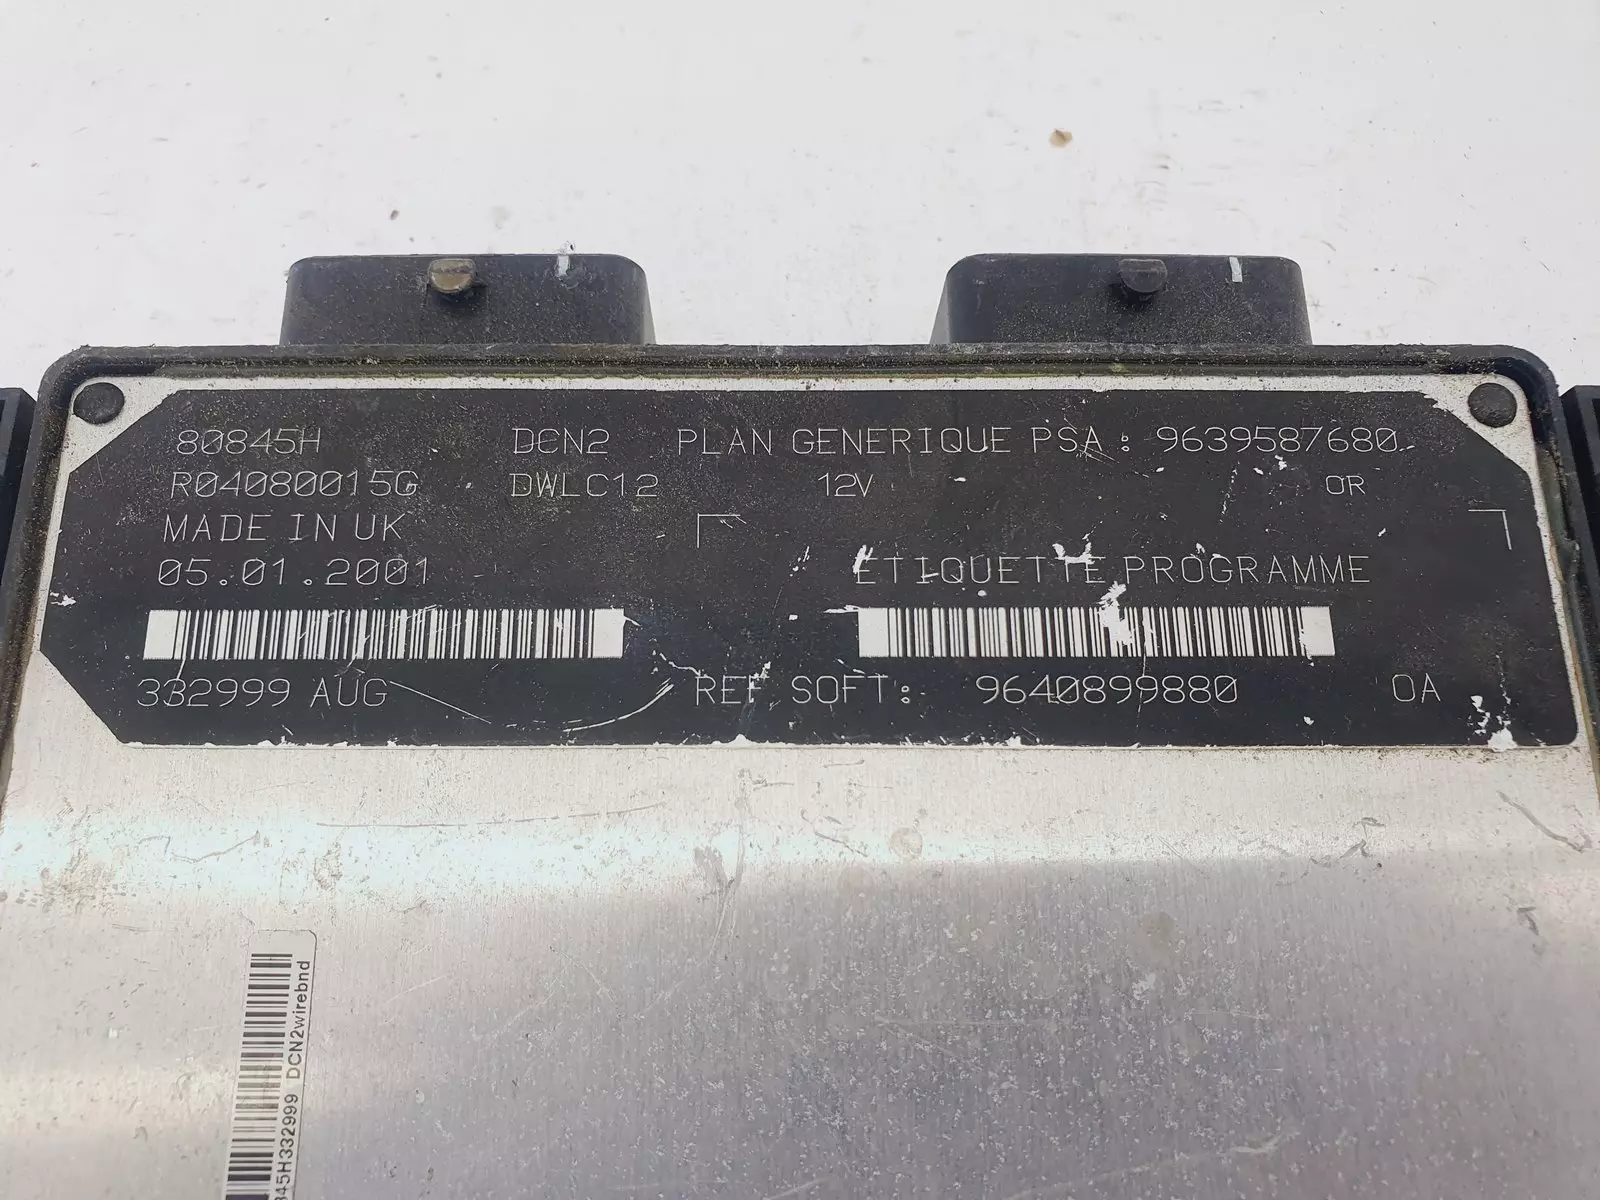 80845H DCN2 PLAN GENERIQUE PSA: 9639587680
R04080015G DWLC12 12V OR
MADE IN UK
05.01.2001 ETIQUETTE PROGRAMME
332999 AUG REF SOFT: 9640899880 0A
845H332999 DCN2wirebnd